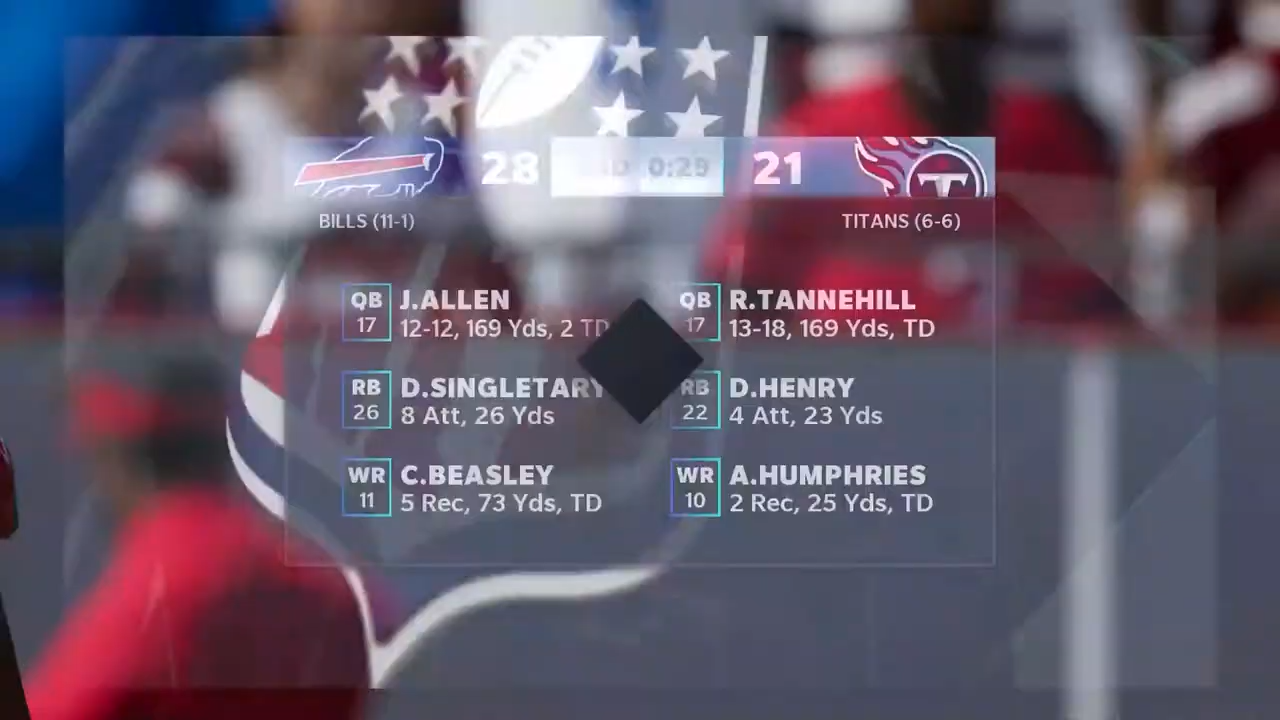 28 0:29 21
BILLS (11-1) TITANS (6-6)
QB 17 J.ALLEN
12-12, 169 Yds, 2 TD
QB 17 R.TANNEHILL
13-18, 169 Yds, TD
RB 26 D.SINGLETARY
8 Att, 26 Yds
RB 22 D.HENRY
4 Att, 23 Yds
WR 11 C.BEASLEY
5 Rec, 73 Yds, TD
WR 10 A.HUMPHRIES
2 Rec, 25 Yds, TD
T